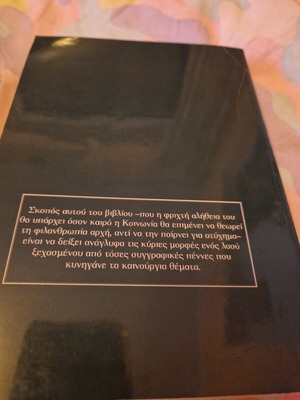 Σκοπός αυτού του βιβλίου –που η φριχτή αλήθεια του
θα υπάρχει όσον καιρό η Κοινωνία θα επιμένει να θεωρεί
τη φιλανθρωπία αρχή, αντί να την παίρνει για ατύχημα–
είναι να δείξει ανάγλυφα τις κύριες μορφές ενός λαού
ξεχασμένου από τόσες συγγραφικές πέννες που
κυνηγάνε τα καινούργια θέματα.